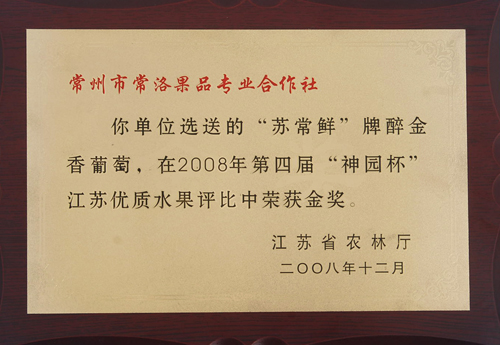 常州市常洛果品专业合作社
你单位选送的“苏常鲜”牌醉金
香葡萄，在2008年第四届“神园杯”
江苏优质水果评比中荣获金奖。
江苏省农林厅
二〇〇八年十二月